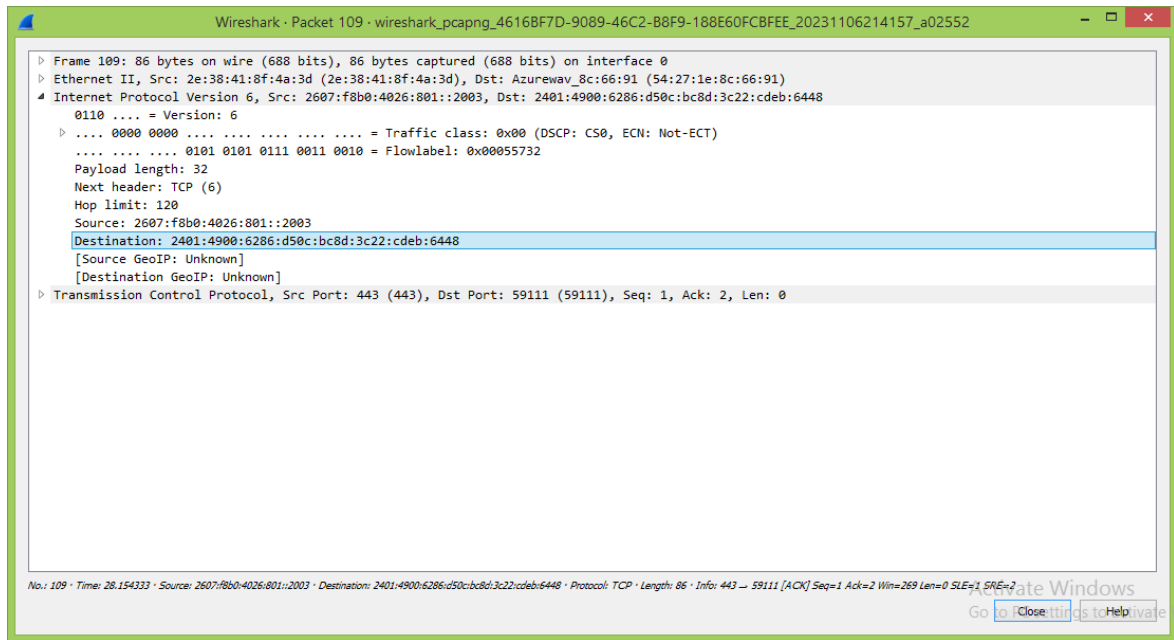 Wireshark · Packet 109 · wireshark_pcapng_4616BF7D-9089-46C2-B8F9-188E60FCBFEE_20231106214157_a02552
Frame 109: 86 bytes on wire (688 bits), 86 bytes captured (688 bits) on interface 0
Ethernet II, Src: 2e:38:41:8f:4a:3d (2e:38:41:8f:4a:3d), Dst: Azurewav_8c:66:91 (54:27:1e:8c:66:91)
Internet Protocol Version 6, Src: 2607:f8b0:4026:801::2003, Dst: 2401:4900:6286:d50c:bc8d:3c22:cdeb:6448
0110 .... = Version: 6
.... 0000 0000 .... .... .... .... .... = Traffic class: 0x00 (DSCP: CS0, ECN: Not-ECT)
.... .... .... 0101 0101 0111 0011 0010 = Flowlabel: 0x00055732
Payload length: 32
Next header: TCP (6)
Hop limit: 120
Source: 2607:f8b0:4026:801::2003
Destination: 2401:4900:6286:d50c:bc8d:3c22:cdeb:6448
[Source GeoIP: Unknown]
[Destination GeoIP: Unknown]
Transmission Control Protocol, Src Port: 443 (443), Dst Port: 59111 (59111), Seq: 1, Ack: 2, Len: 0
No.: 109 · Time: 28.154333 · Source: 2607:f8b0:4026:801::2003 · Destination: 2401:4900:6286:d50c:bc8d:3c22:cdeb:6448 · Protocol: TCP · Length: 86 · Info: 443 → 59111 [ACK] Seq=1 Ack=2 Win=269 Len=0 SLE=1 SRE=2
Activate Windows
Go to PC settings to activate
Close
Help